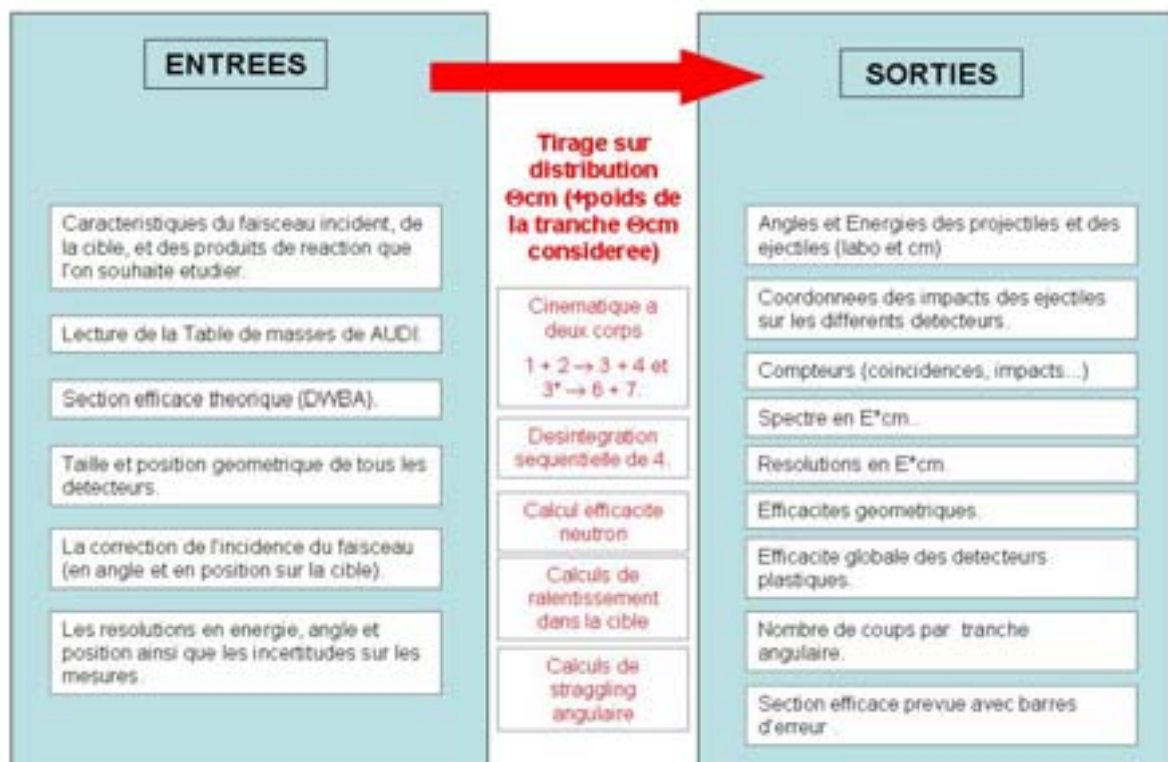 ENTREES
Caracteristiques du faisceau incident, de
la cible, et des produits de reaction que
l'on souhaite etudier.
Lecture de la Table de masses de AUDI.
Section efficace theorique (DWBA).
Taille et position geometrique de tous les
detecteurs.
La correction de l'incidence du faisceau
(en angle et en position sur la cible).
Les resolutions en energie, angle et
position ainsi que les incertitudes sur les
mesures.
Tirage sur
distribution
Θcm (+poids de
la tranche Θcm
consideree)
Cinematique a
deux corps
1 + 2 → 3 + 4 et
3* → 6 + 7.
Desintegration
sequentielle de 4.
Calcul efficacite
neutron
Calculs de
ralentissement
dans la cible
Calculs de
straggling
angulaire
SORTIES
Angles et Energies des projectiles et des
ejectiles (labo et cm)
Coordonnees des impacts des ejectiles
sur les differents detecteurs.
Compteurs (coincidences, impacts...)
Spectre en E*cm.
Resolutions en E*cm.
Efficacites geometriques.
Efficacite globale des detecteurs
plastiques.
Nombre de coups par tranche
angulaire.
Section efficace prevue avec barres
d'erreur .